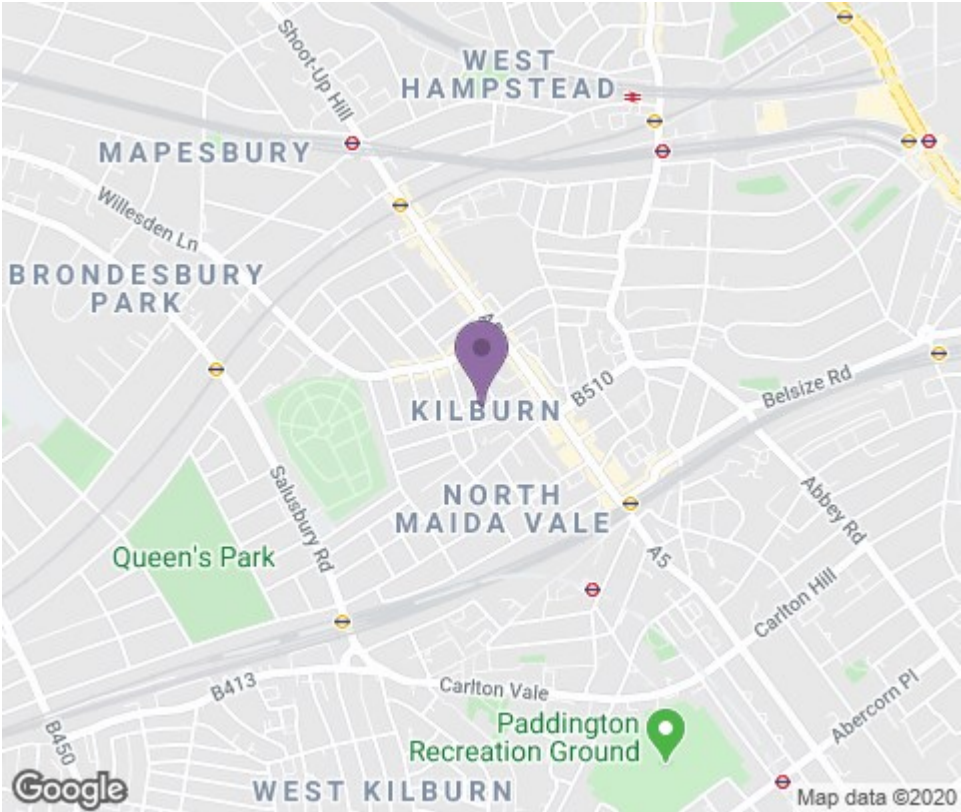 Shoot-Up Hill
WEST
HAMPSTEAD
MAPESBURY
Willesden Ln
BRONDESBURY
PARK
KILBURN
B510
Belsize Rd
NORTH
MAIDA VALE
Salusbury Rd
Abbey Rd
Queen's Park
A5
Carlton Hill
B413
Carlton Vale
Abercorn Pl
B450
Paddington
Recreation Ground
WEST KILBURN
Google
Map data ©2020